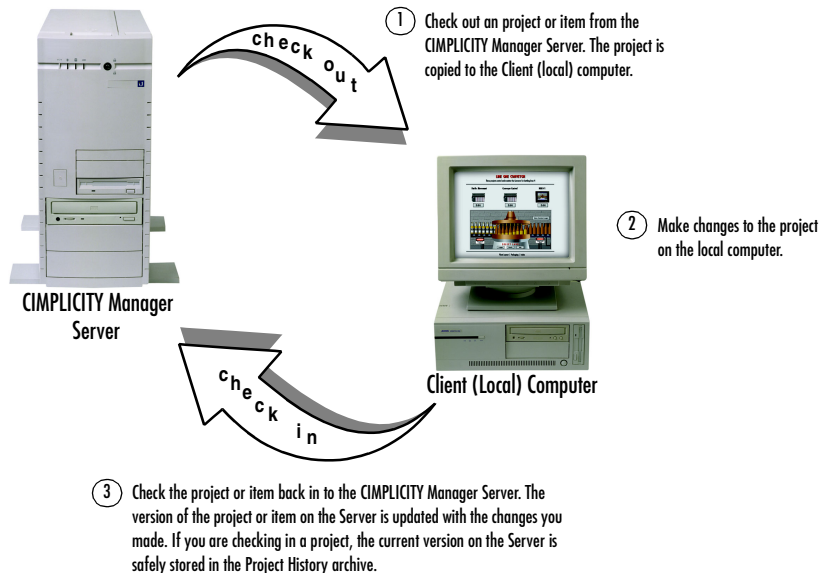 check out
1
Check out an project or item from the
CIMPLICITY Manager Server. The project is
copied to the Client (local) computer.
2
Make changes to the project
on the local computer.
CIMPLICITY Manager
Server
Client (Local) Computer
check in
3
Check the project or item back in to the CIMPLICITY Manager Server. The
version of the project or item on the Server is updated with the changes you
made. If you are checking in a project, the current version on the Server is
safely stored in the Project History archive.